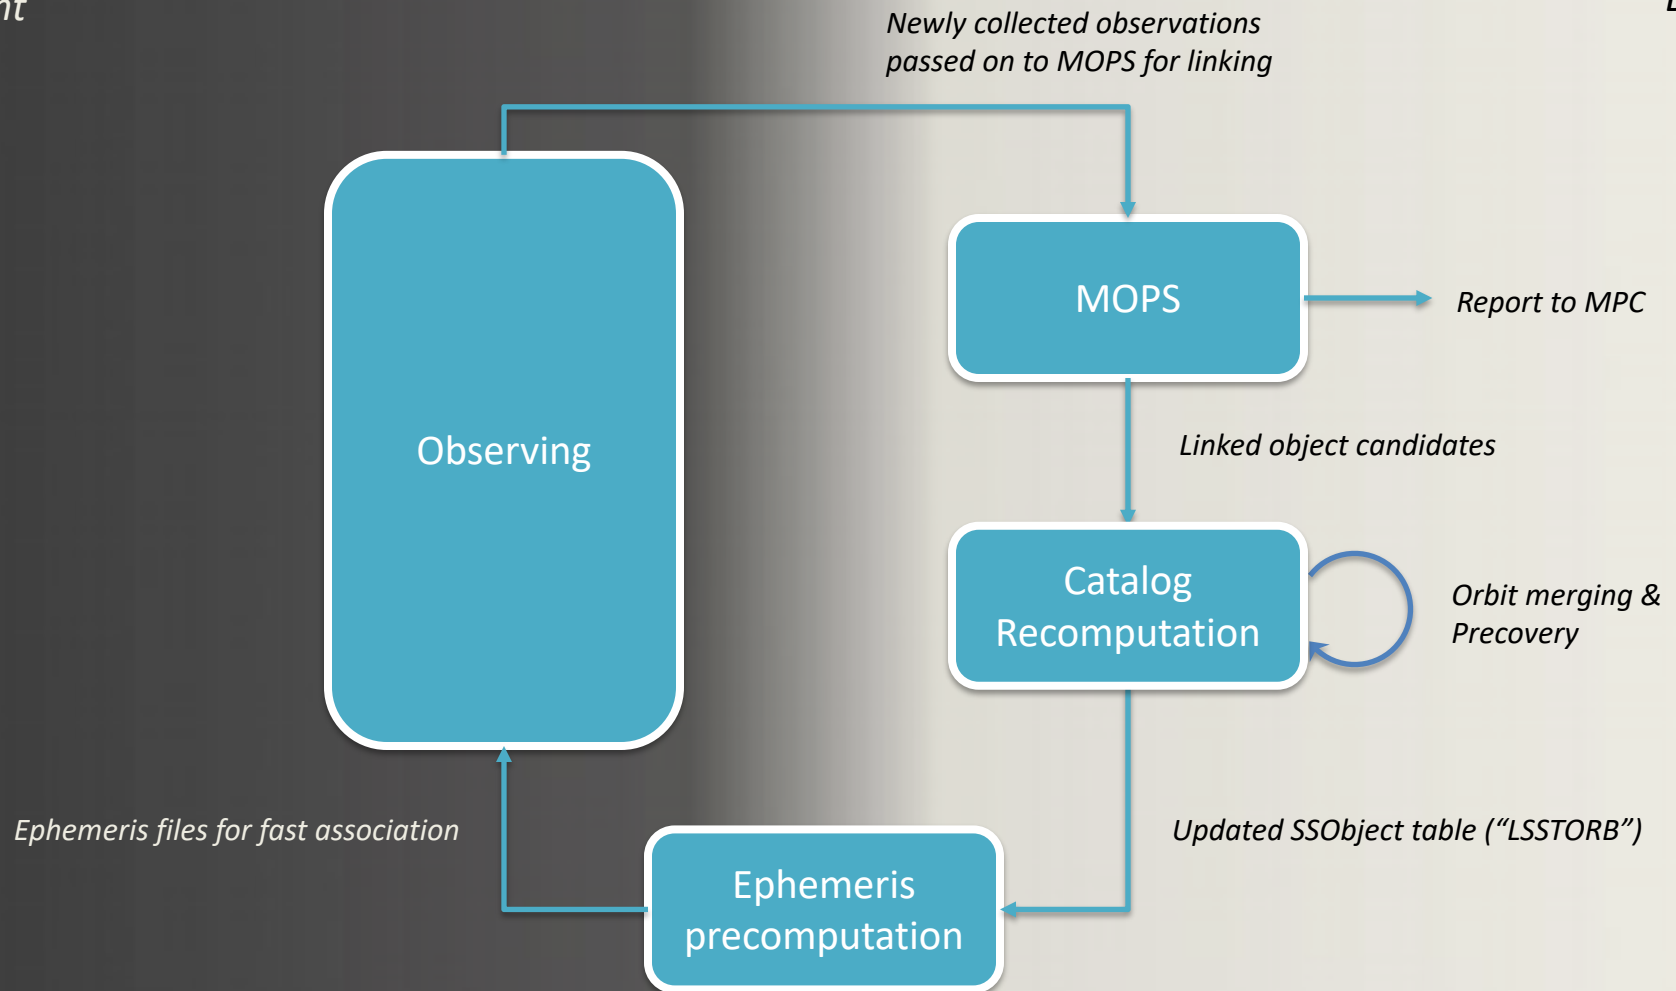 Newly collected observations
passed on to MOPS for linking
MOPS
Report to MPC
Observing
Linked object candidates
Catalog
Recomputation
Orbit merging &
Precovery
Ephemeris files for fast association
Updated SSObject table (“LSSTORB”)
Ephemeris
precomputation